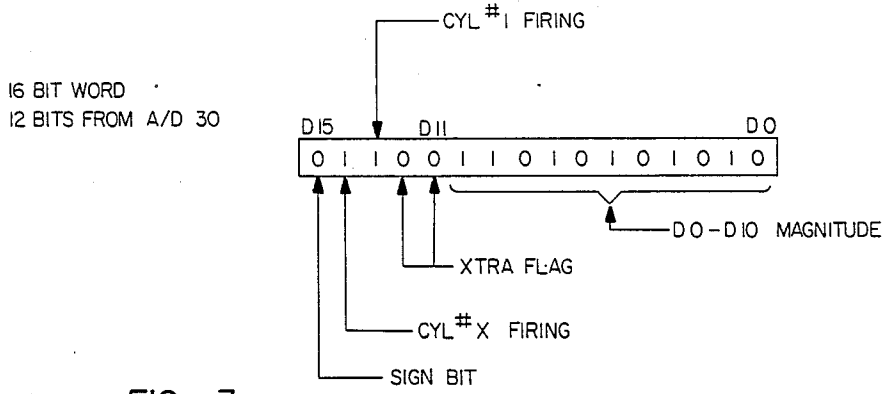 CYL #1 FIRING
16 BIT WORD
12 BITS FROM A/D 30
D15 D11 D0
0 1 1 0 0 1 1 0 1 0 1 0 1 0 1 0
D0-D10 MAGNITUDE
XTRA FLAG
CYL #X FIRING
SIGN BIT